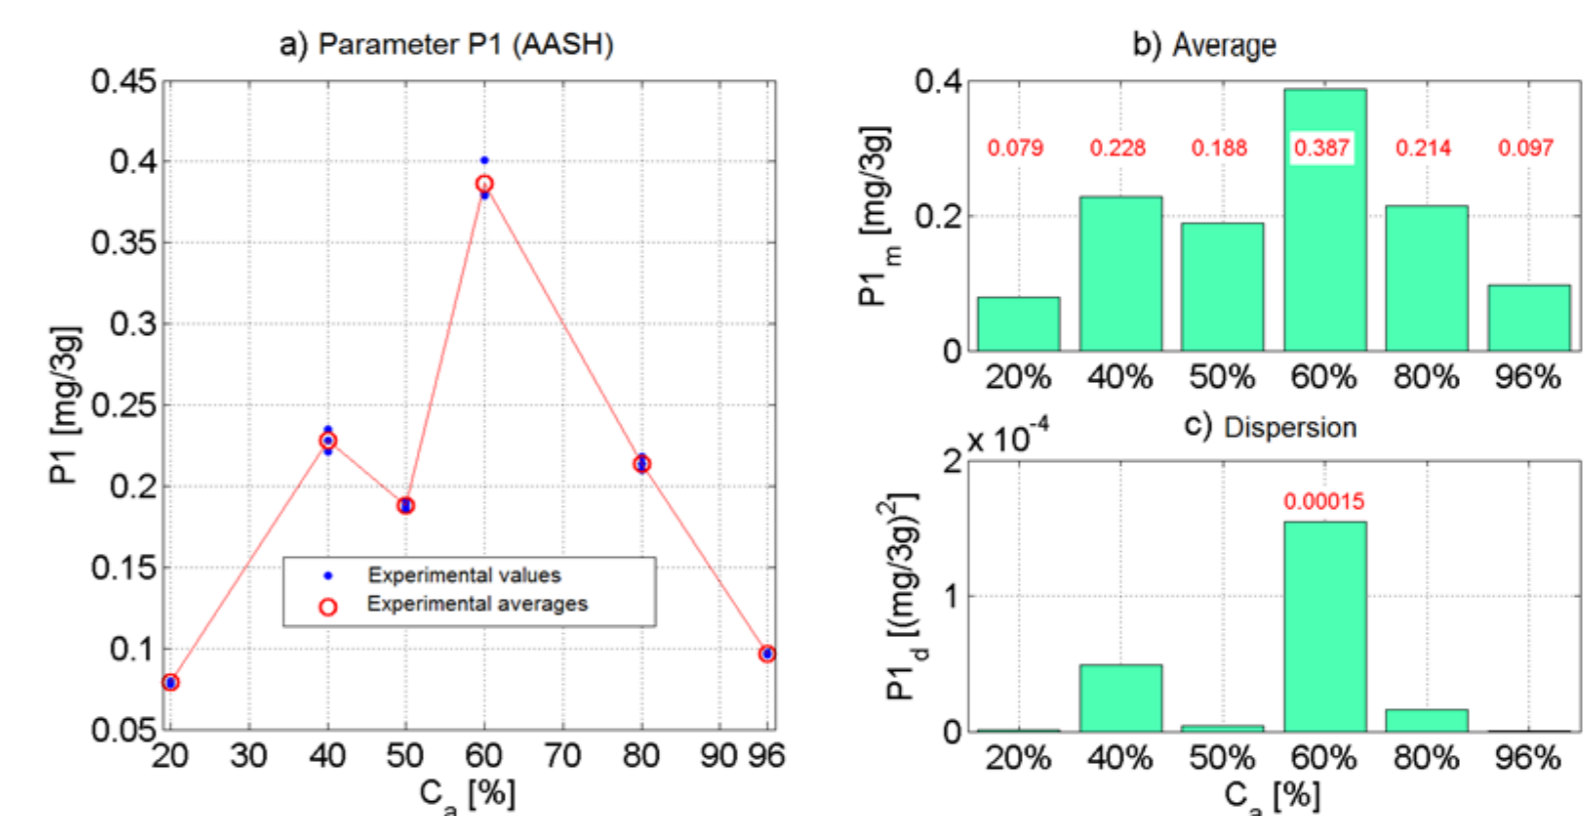 a) Parameter P1 (AASH)
0.45
0.4
0.35
0.3
0.25
0.2
0.15
0.1
0.05
P1 [mg/3g]
Experimental values
Experimental averages
20 30 40 50 60 70 80 90 96
C_a [%]
b) Average
0.4
0.2
0
P1_m [mg/3g]
0.079 0.228 0.188 0.387 0.214 0.097
20% 40% 50% 60% 80% 96%
c) Dispersion
x 10^-4
2
1
0
P1_d [(mg/3g)^2]
0.00015
20% 40% 50% 60% 80% 96%
C_a [%]